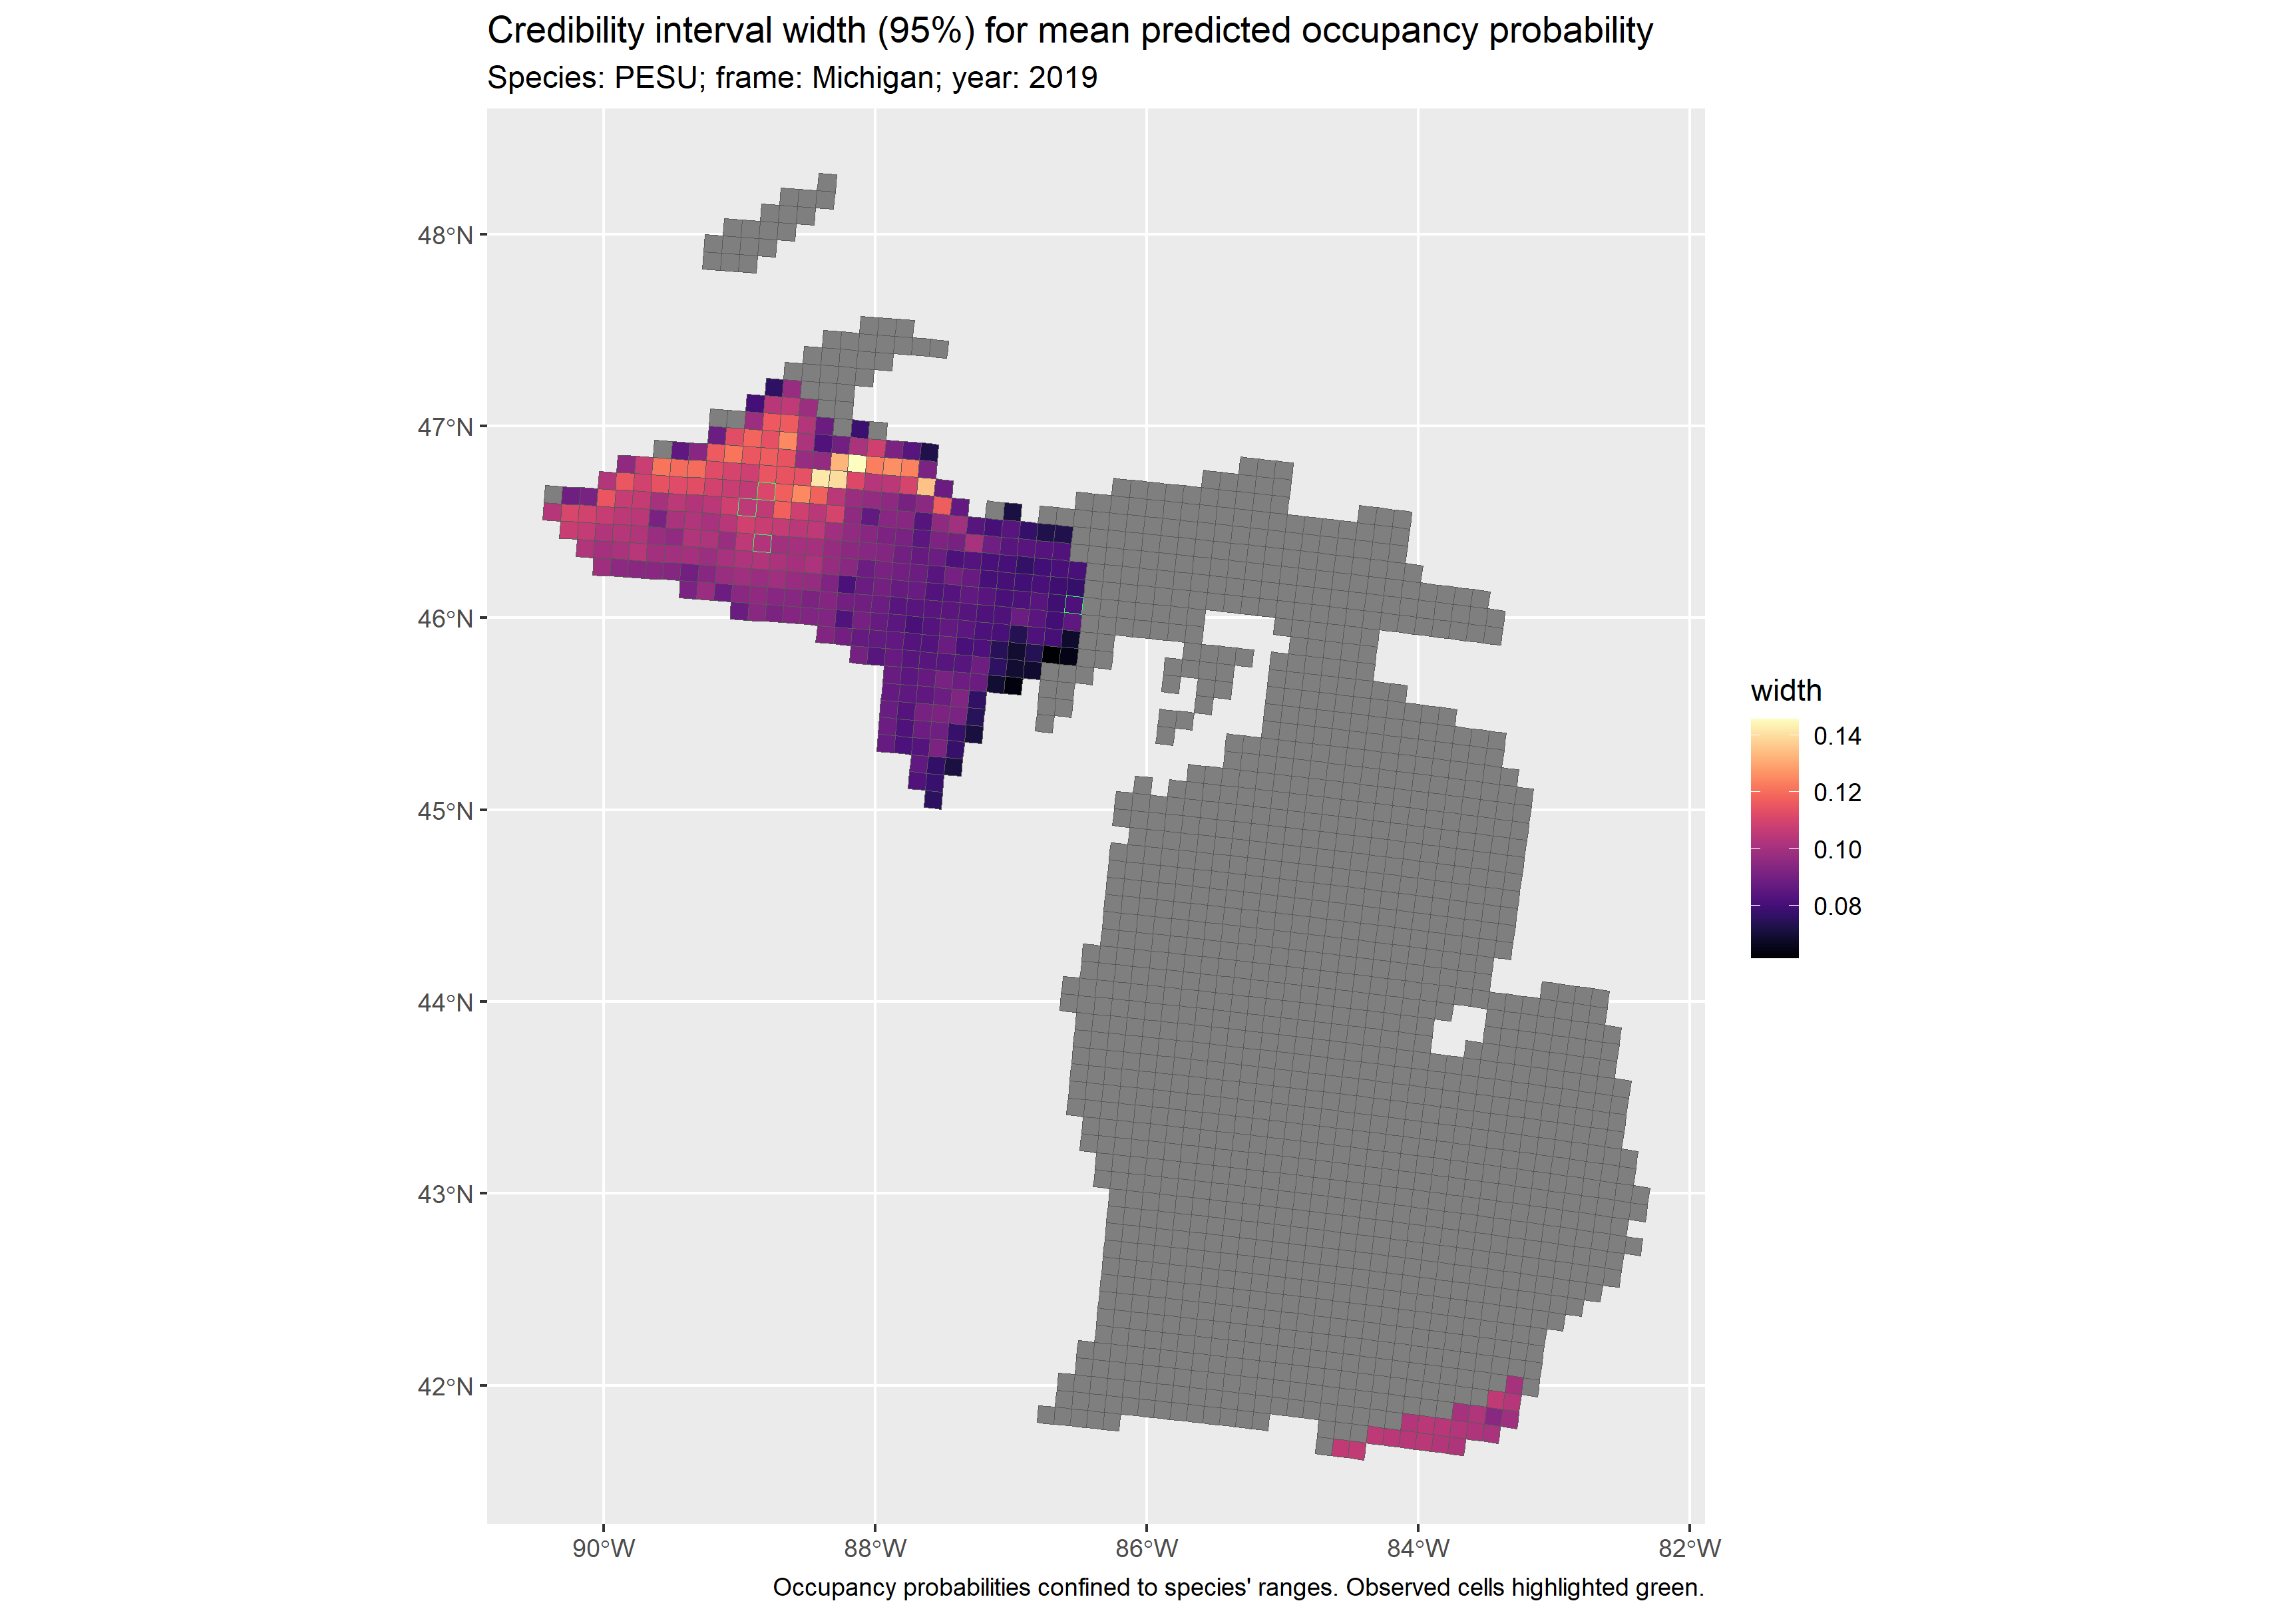 Credibility interval width (95%) for mean predicted occupancy probability
Species: PESU; frame: Michigan; year: 2019
48°N
47°N
46°N
45°N
44°N
43°N
42°N
90°W
88°W
86°W
84°W
82°W
width
0.14
0.12
0.10
0.08
Occupancy probabilities confined to species' ranges. Observed cells highlighted green.